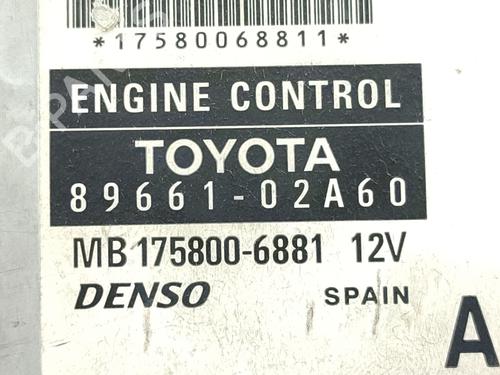 *17580068811*
ENGINE CONTROL
TOYOTA
89661-02A60
MB175800-6881 12V
DENSO SPAIN
A